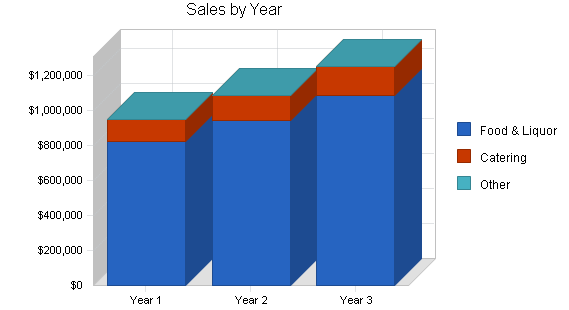 Sales by Year
$1,200,000
$1,000,000
$800,000
$600,000
$400,000
$200,000
$0
Year 1
Year 2
Year 3
Food & Liquor
Catering
Other